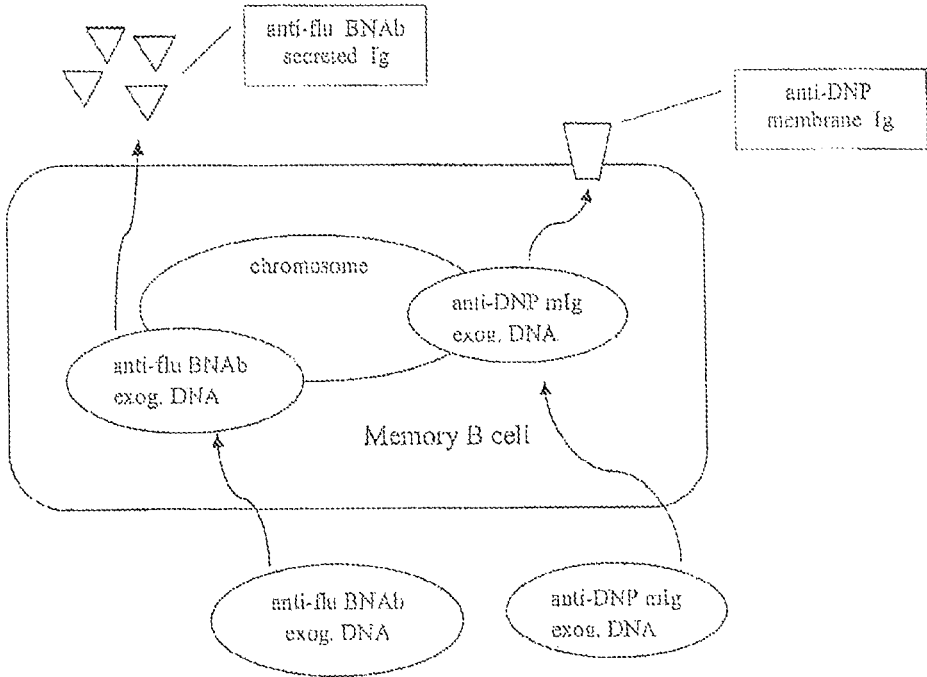 anti-flu BNAb
secreted Ig
anti-DNP
membrane Ig
chromosome
anti-DNP mIg
exog. DNA
anti-flu BNAb
exog. DNA
Memory B cell
anti-flu BNAb
exog. DNA
anti-DNP mIg
exog. DNA